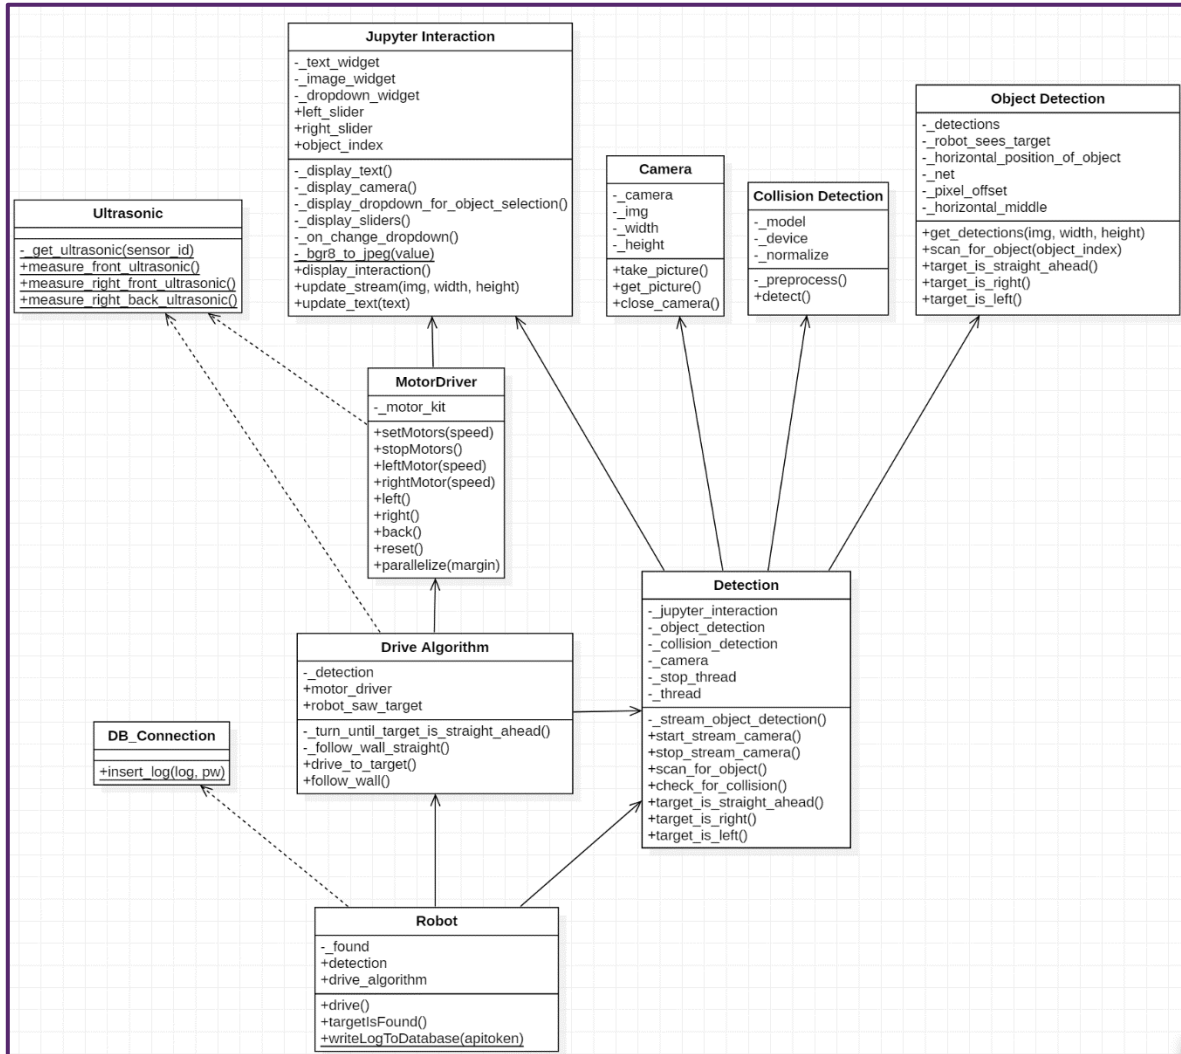 Jupyter Interaction
-_text_widget
-_image_widget
-_dropdown_widget
+left_slider
+right_slider
+object_index
-_display_text()
-_display_camera()
-_display_dropdown_for_object_selection()
-_display_sliders()
-_on_change_dropdown()
-_bgr8_to_jpeg(value)
+display_interaction()
+update_stream(img, width, height)
+update_text(text)
Object Detection
-_detections
-_robot_sees_target
-_horizontal_position_of_object
-_net
-_pixel_offset
-_horizontal_middle
+get_detections(img, width, height)
+scan_for_object(object_index)
+target_is_straight_ahead()
+target_is_right()
+target_is_left()
Camera
-_camera
-_img
-_width
-_height
+take_picture()
+get_picture()
+close_camera()
Collision Detection
-_model
-_device
-_normalize
-_preprocess()
+detect()
Ultrasonic
-_get_ultrasonic(sensor_id)
+measure_front_ultrasonic()
+measure_right_front_ultrasonic()
+measure_right_back_ultrasonic()
MotorDriver
-_motor_kit
+setMotors(speed)
+stopMotors()
+leftMotor(speed)
+rightMotor(speed)
+left()
+right()
+back()
+reset()
+parallelize(margin)
Detection
-_jupyter_interaction
-_object_detection
-_collision_detection
-_camera
-_stop_thread
-_thread
-_stream_object_detection()
+start_stream_camera()
+stop_stream_camera()
+scan_for_object()
+check_for_collision()
+target_is_straight_ahead()
+target_is_right()
+target_is_left()
Drive Algorithm
-_detection
+motor_driver
+robot_saw_target
-_turn_until_target_is_straight_ahead()
-_follow_wall_straight()
+drive_to_target()
+follow_wall()
DB_Connection
+insert_log(log, pw)
Robot
-_found
+detection
+drive_algorithm
+drive()
+targetIsFound()
+writeLogToDatabase(apitoken)